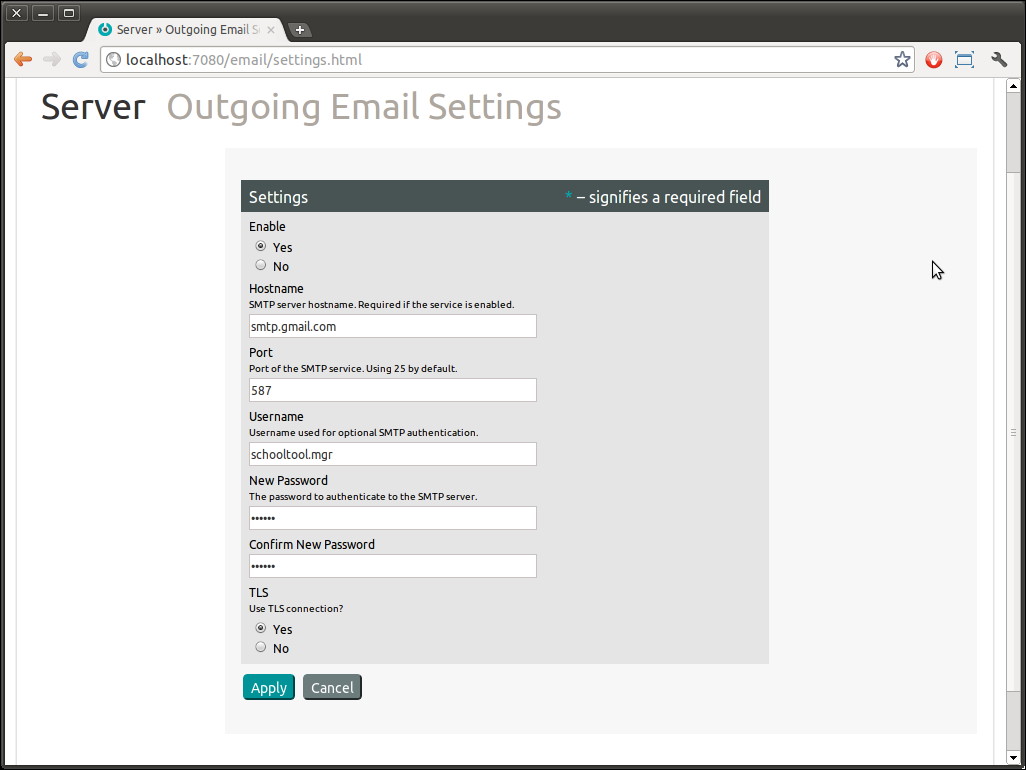 Server » Outgoing Email S
localhost:7080/email/settings.html
Server Outgoing Email Settings
Settings * – signifies a required field
Enable
Yes
No
Hostname
SMTP server hostname. Required if the service is enabled.
smtp.gmail.com
Port
Port of the SMTP service. Using 25 by default.
587
Username
Username used for optional SMTP authentication.
schooltool.mgr
New Password
The password to authenticate to the SMTP server.
••••••
Confirm New Password
••••••
TLS
Use TLS connection?
Yes
No
Apply Cancel